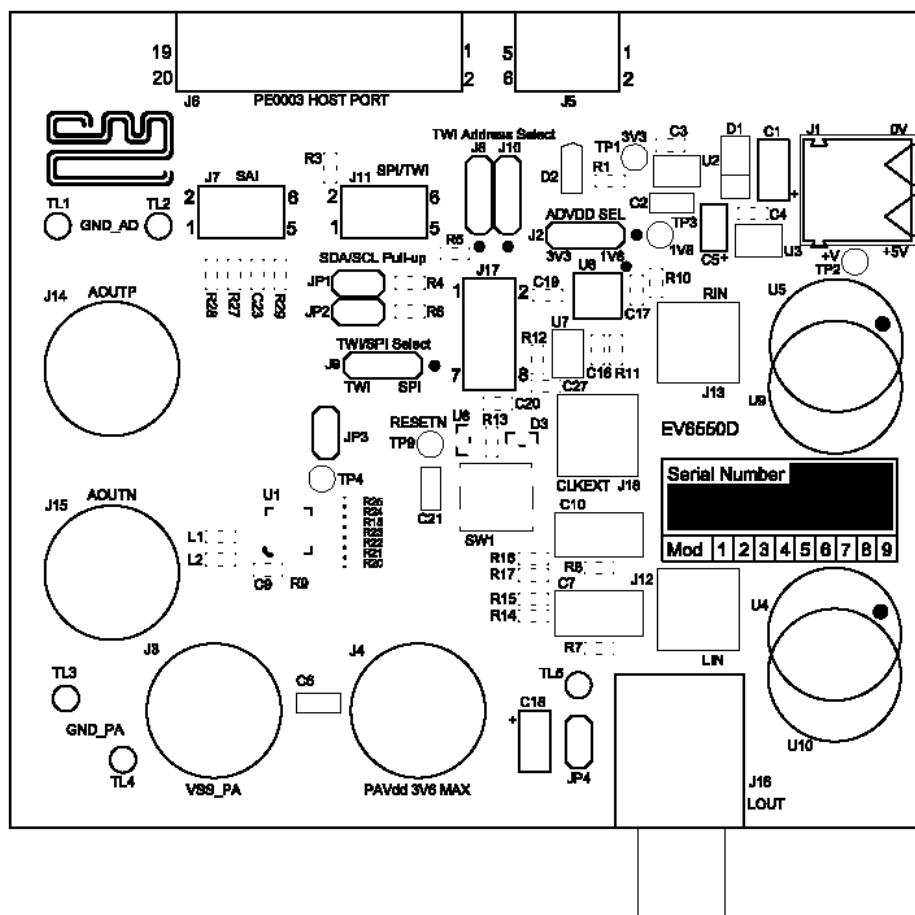 19 1 5 1
20 2 6 2
J6 PE0003 HOST PORT J5
TWI Address Select
J8 J10
3V3
TP1
C3 D1 C1 J1 0V
R3
SPI/TWI
J11
J7 SAI
D2 R1 U2
2 6 2 6
1 5 1 5
TL1 GND_AD TL2
ADVDD SEL
J2
3V3 1V8
C2 TP3
1V8
C4
C5 +
U3
+
+V +5V
TP2
R5
SDA/SCL Pull-up
JP1 R4
JP2 R6
J17
1 2
7 8
C19
R10
C17
U7
R12
C16 R11
C27
C20
RIN
J13
U5
U9
R28 R27 C23 R29
J14 AOUTP
TWI/SPI Select
J9
TWI SPI
JP3
RESETN
TP9
R13
D3
EV6550D
TP4
C21
SW1
CLKEXT J18
Serial Number
Mod 1 2 3 4 5 6 7 8 9
J15 AOUTN
U1
R24
R23
R22
R21
R20
L1
L2
C9 R9
C10
R16 R8
R17
C7
R15
R14
R7
J12
LIN
U4
U10
TL3
GND_PA
TL4
J3
VSS_PA
C6
J4
PAVdd 3V6 MAX
C18
+
JP4
J16
LOUT